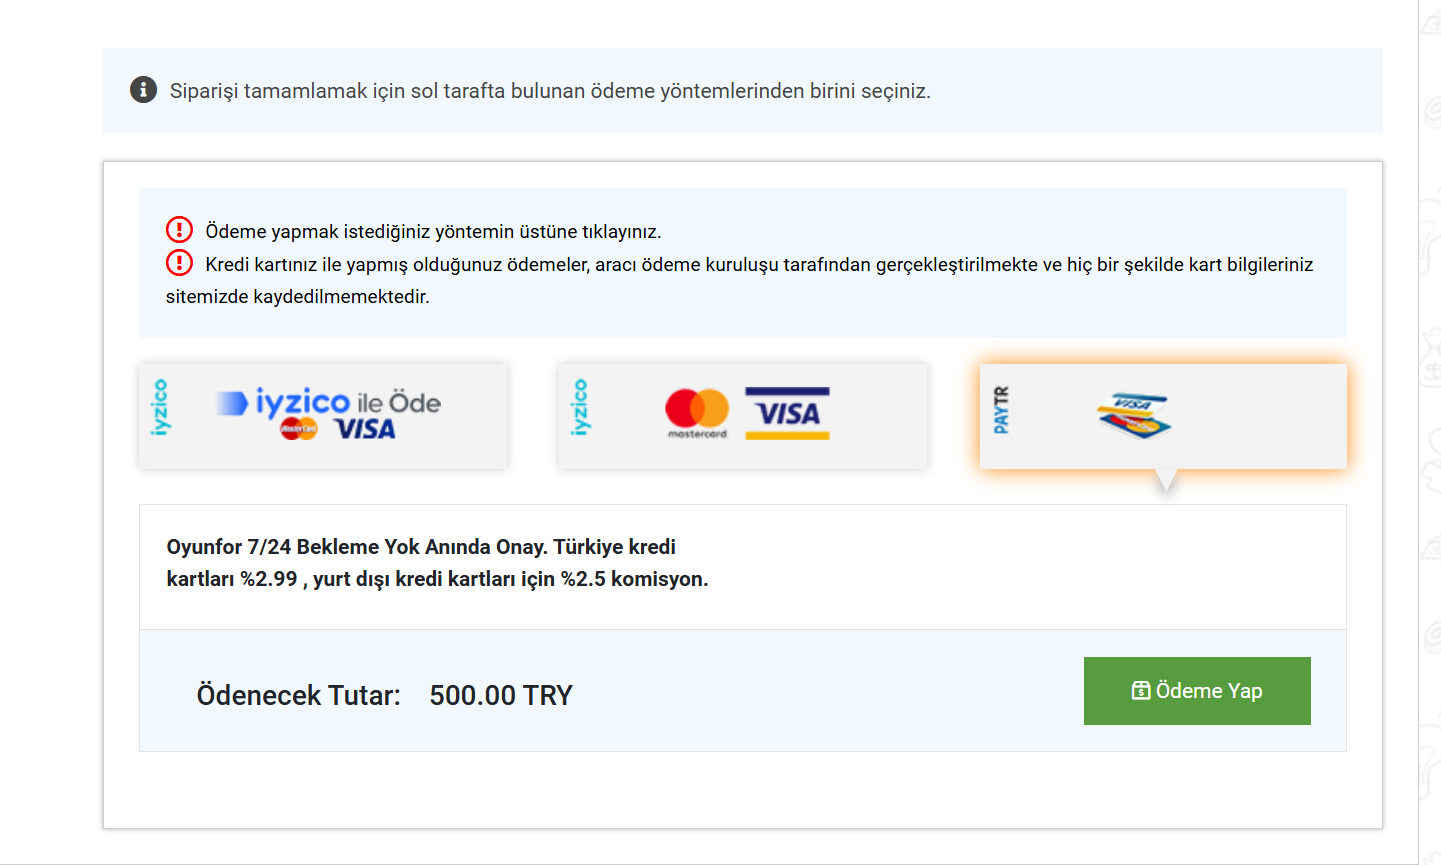 Siparişi tamamlamak için sol tarafta bulunan ödeme yöntemlerinden birini seçiniz.
Ödeme yapmak istediğiniz yöntemin üstüne tıklayınız.
Kredi kartınız ile yapmış olduğunuz ödemeler, aracı ödeme kuruluşu tarafından gerçekleştirilmekte ve hiç bir şekilde kart bilgileriniz
sitemizde kaydedilmemektedir.
iyzico
iyzico ile Öde
MasterCard VISA
iyzico
mastercard. VISA
PAYTR
VISA
Oyunfor 7/24 Bekleme Yok Anında Onay. Türkiye kredi
kartları %2.99 , yurt dışı kredi kartları için %2.5 komisyon.
Ödenecek Tutar: 500.00 TRY
Ödeme Yap